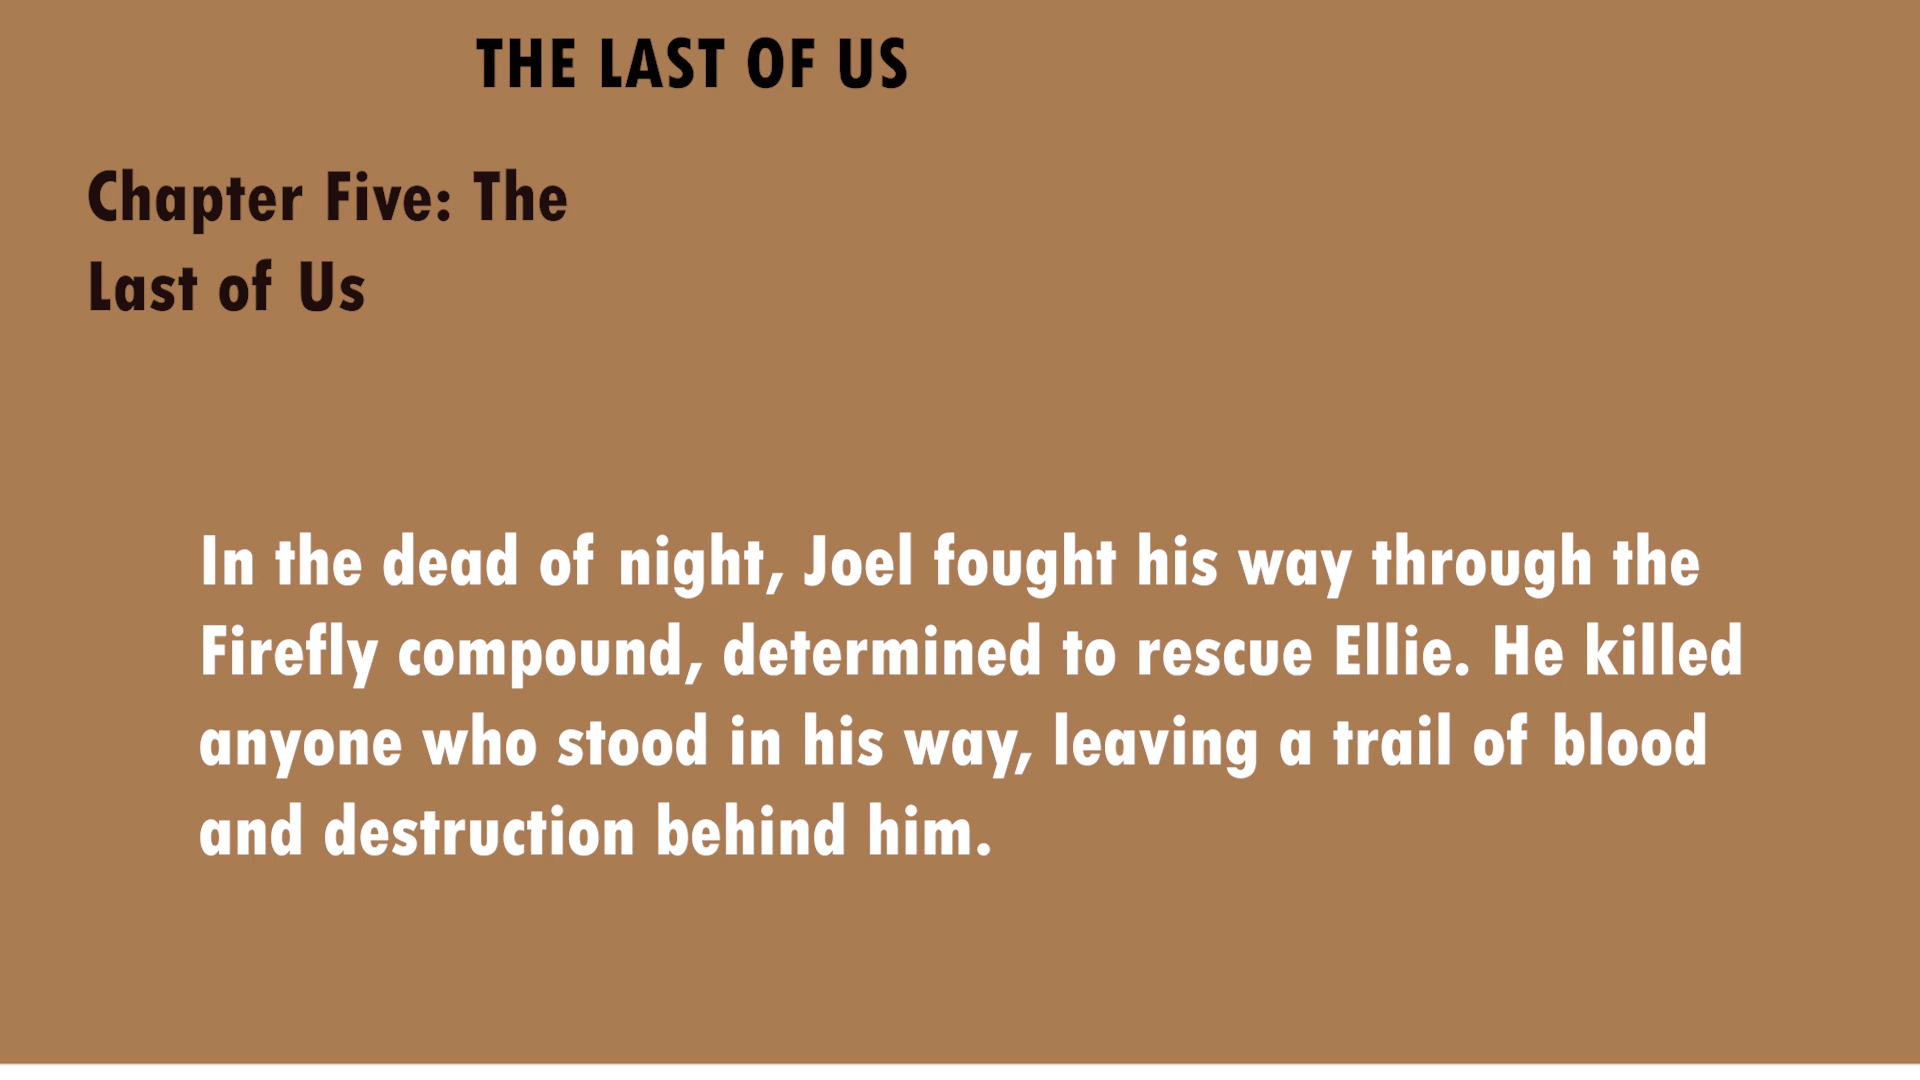 THE LAST OF US
Chapter Five: The
Last of Us
In the dead of night, Joel fought his way through the
Firefly compound, determined to rescue Ellie. He killed
anyone who stood in his way, leaving a trail of blood
and destruction behind him.